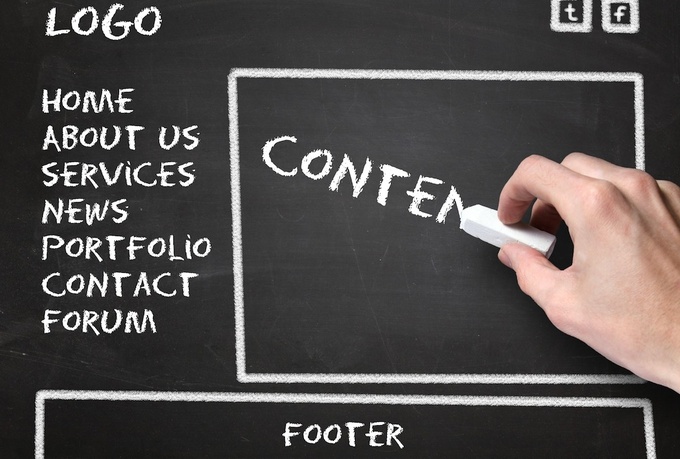 LOGO
t f
HOME
ABOUT US
SERVICES
NEWS
PORTFOLIO
CONTACT
FORUM
CONTEN
FOOTER